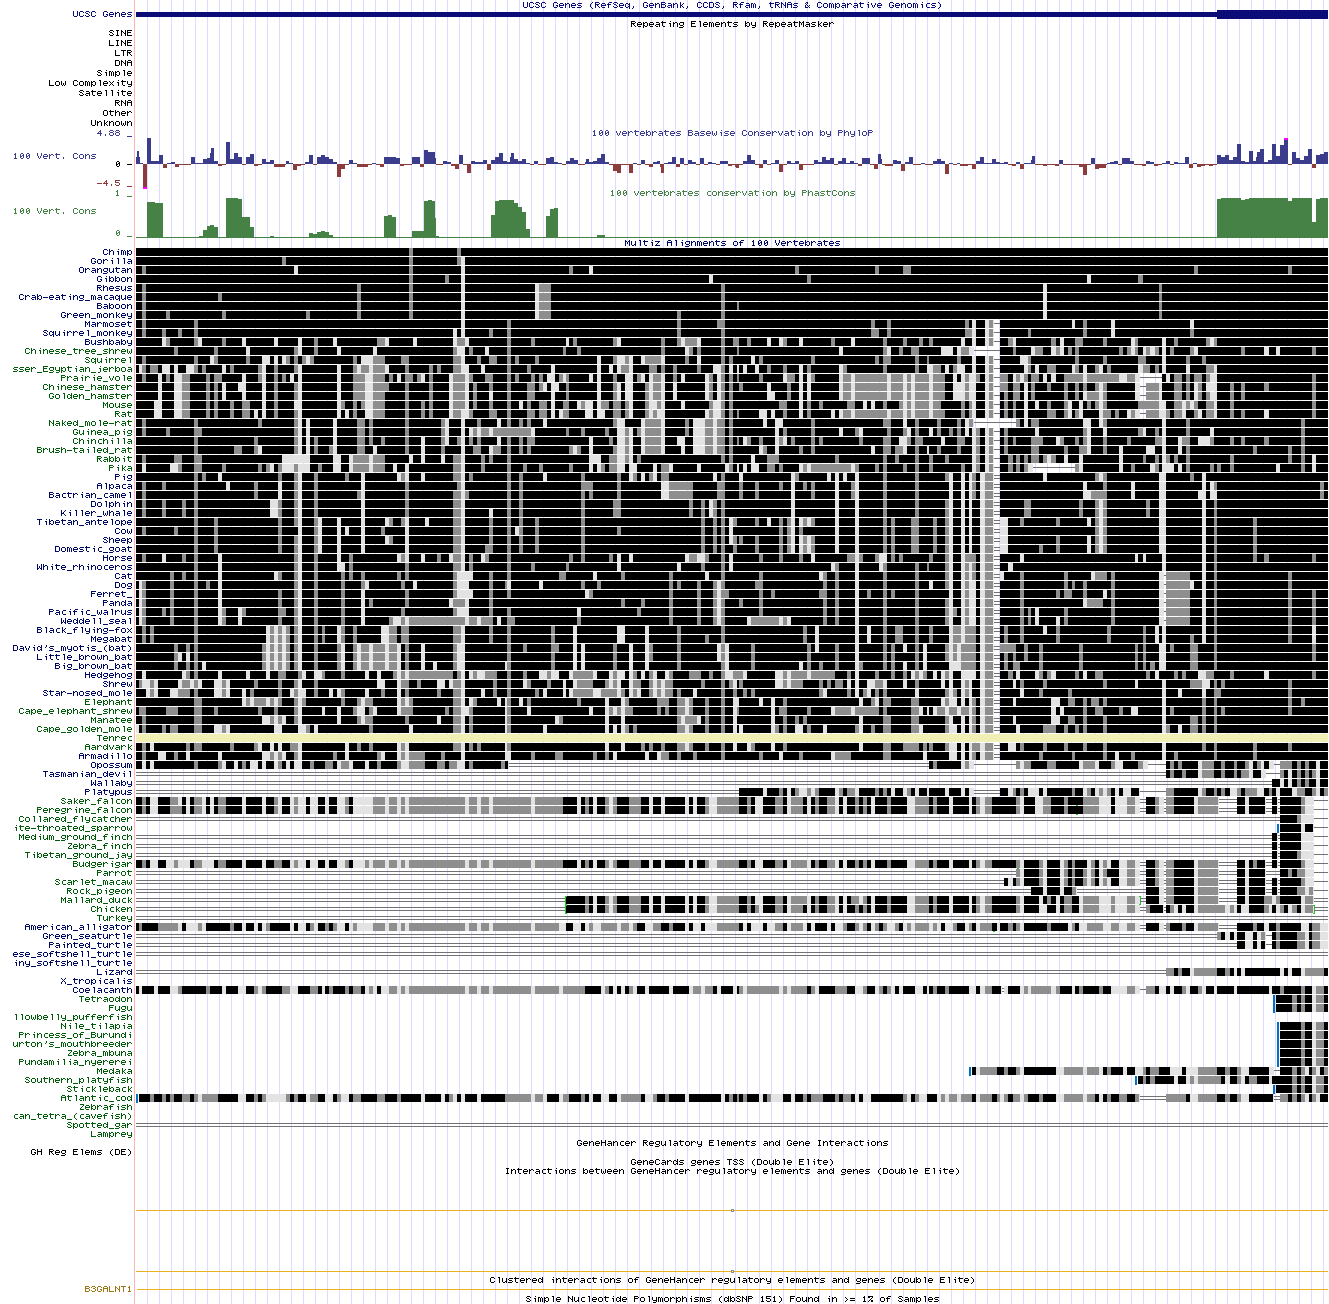 UCSC Genes (RefSeq, GenBank, CCDS, Rfam, tRNAs & Comparative Genomics)
UCSC Genes
Repeating Elements by RepeatMasker
SINE
LINE
LTR
DNA
Simple
Low Complexity
Satellite
RNA
Other
Unknown
4.88 _
100 vertebrates Basewise Conservation by PhyloP
100 Vert. Cons
0 _
-4.5 _
1 _
100 vertebrates conservation by PhastCons
100 Vert. Cons
0 _
Multiz Alignments of 100 Vertebrates
Chimp
Gorilla
Orangutan
Gibbon
Rhesus
Crab-eating_macaque
Baboon
Green_monkey
Marmoset
Squirrel_monkey
Bushbaby
Chinese_tree_shrew
Squirrel
sser_Egyptian_jerboa
Prairie_vole
Chinese_hamster
Golden_hamster
Mouse
Rat
Naked_mole-rat
Guinea_pig
Chinchilla
Brush-tailed_rat
Rabbit
Pika
Pig
Alpaca
Bactrian_camel
Dolphin
Killer_whale
Tibetan_antelope
Cow
Sheep
Domestic_goat
Horse
White_rhinoceros
Cat
Dog
Ferret_
Panda
Pacific_walrus
Weddell_seal
Black_flying-fox
Megabat
David's_myotis_(bat)
Little_brown_bat
Big_brown_bat
Hedgehog
Shrew
Star-nosed_mole
Elephant
Cape_elephant_shrew
Manatee
Cape_golden_mole
Tenrec
Aardvark
Armadillo
Opossum
Tasmanian_devil
Wallaby
Platypus
Saker_falcon
Peregrine_falcon
Collared_flycatcher
ite-throated_sparrow
Medium_ground_finch
Zebra_finch
Tibetan_ground_jay
Budgerigar
Parrot
Scarlet_macaw
Rock_pigeon
Mallard_duck
Chicken
Turkey
American_alligator
Green_seaturtle
Painted_turtle
ese_softshell_turtle
iny_softshell_turtle
Lizard
X_tropicalis
Coelacanth
Tetraodon
Fugu
llowbelly_pufferfish
Nile_tilapia
Princess_of_Burundi
urton's_mouthbreeder
Zebra_mbuna
Pundamilia_nyererei
Medaka
Southern_platyfish
Stickleback
Atlantic_cod
Zebrafish
can_tetra_(cavefish)
Spotted_gar
Lamprey
GeneHancer Regulatory Elements and Gene Interactions
GH Reg Elems (DE)
GeneCards genes TSS (Double Elite)
Interactions between GeneHancer regulatory elements and genes (Double Elite)
Clustered interactions of GeneHancer regulatory elements and genes (Double Elite)
B3GALNT1
Simple Nucleotide Polymorphisms (dbSNP 151) Found in >= 1% of Samples